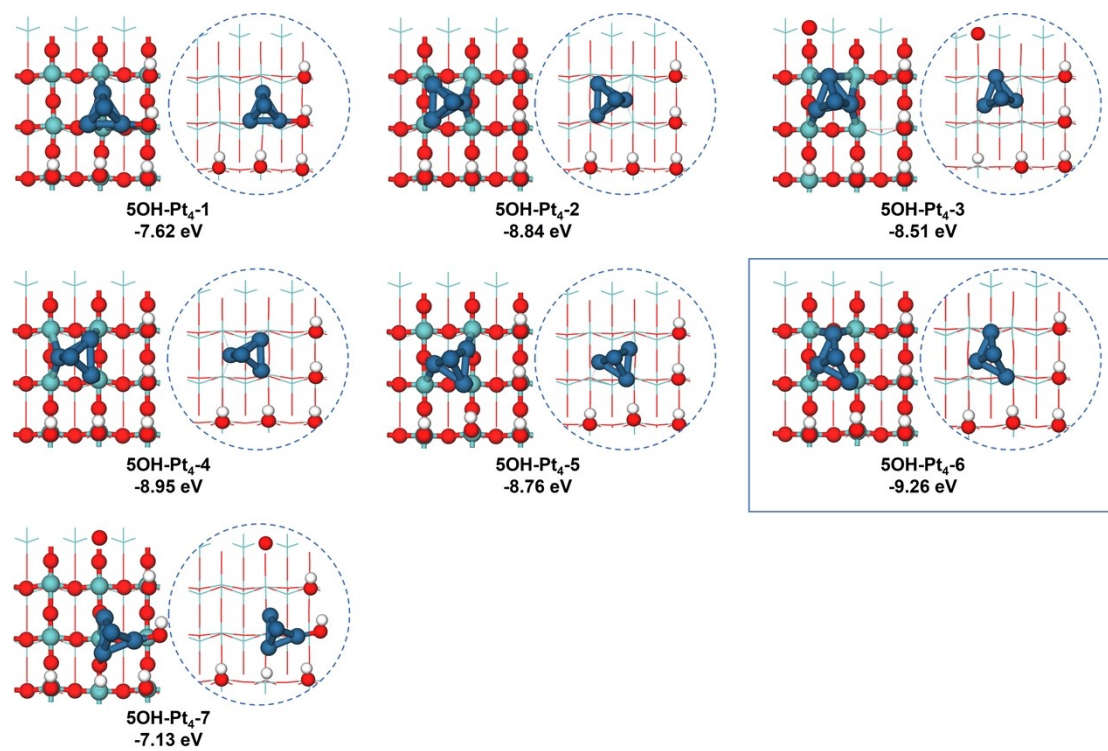 5OH-Pt₄-1
-7.62 eV
5OH-Pt₄-2
-8.84 eV
5OH-Pt₄-3
-8.51 eV
5OH-Pt₄-4
-8.95 eV
5OH-Pt₄-5
-8.76 eV
5OH-Pt₄-6
-9.26 eV
5OH-Pt₄-7
-7.13 eV